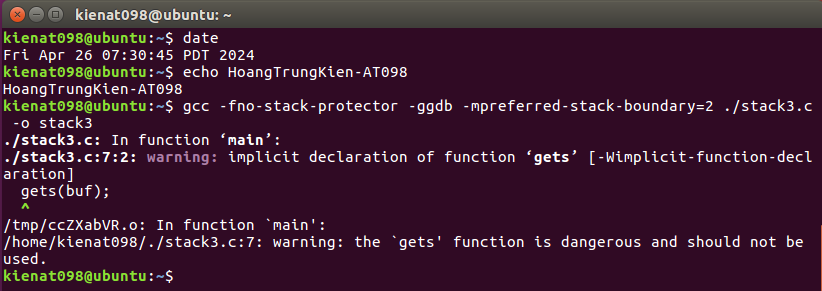 kienat098@ubuntu: ~
kienat098@ubuntu:~$ date
Fri Apr 26 07:30:45 PDT 2024
kienat098@ubuntu:~$ echo HoangTrungKien-AT098
HoangTrungKien-AT098
kienat098@ubuntu:~$ gcc -fno-stack-protector -ggdb -mpreferred-stack-boundary=2 ./stack3.c
 -o stack3
./stack3.c: In function ‘main’:
./stack3.c:7:2: warning: implicit declaration of function ‘gets’ [-Wimplicit-function-decl
aration]
  gets(buf);
  ^
/tmp/ccZXabVR.o: In function `main':
/home/kienat098/./stack3.c:7: warning: the `gets' function is dangerous and should not be
used.
kienat098@ubuntu:~$